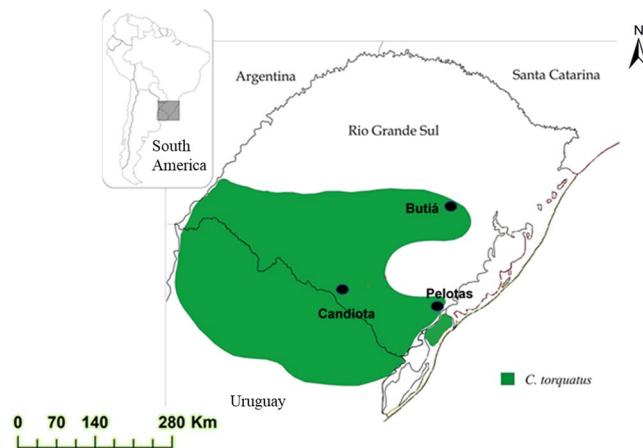 N
Argentina
Santa Catarina
South
America
Rio Grande Sul
Butiá
Pelotas
Candiota
C. torquatus
Uruguay
0 70 140 280 Km